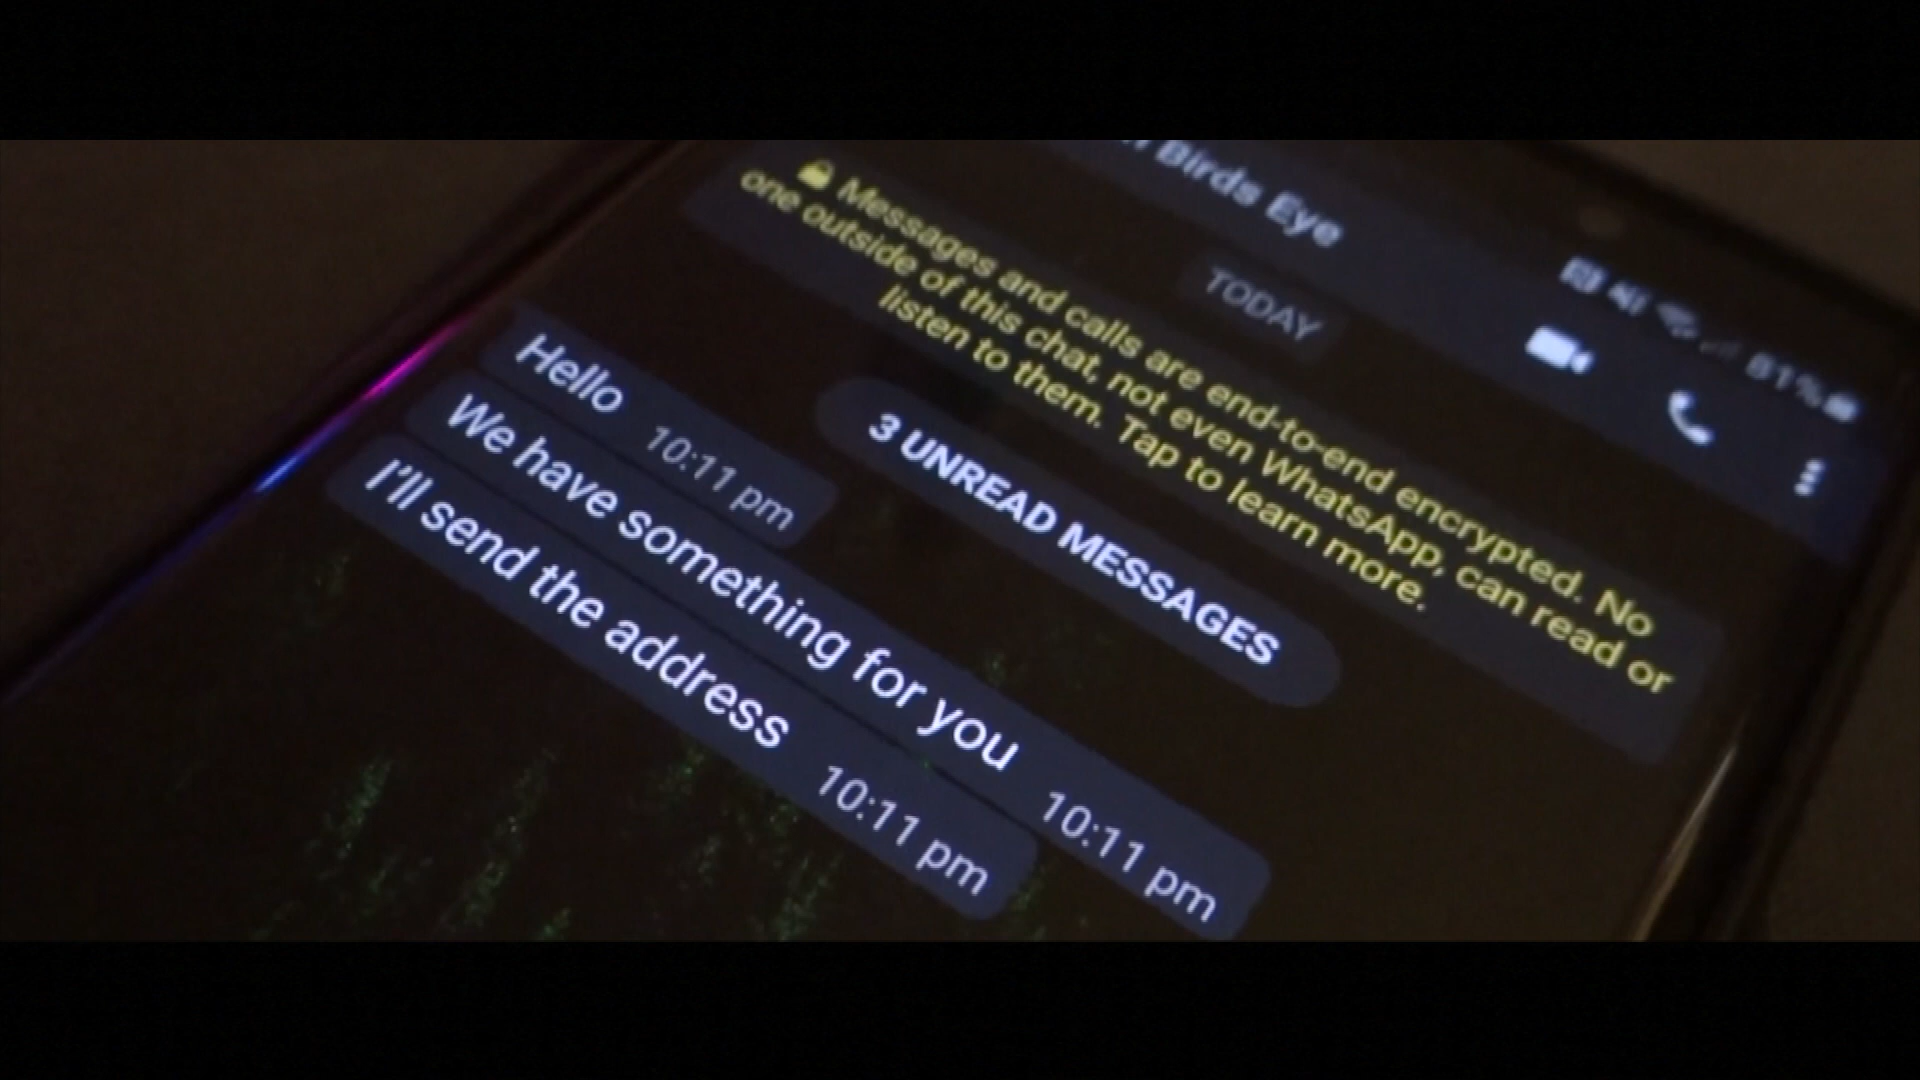 81%
Birds Eye
TODAY
Messages and calls are end-to-end encrypted. No
one outside of this chat, not even WhatsApp, can read or
listen to them. Tap to learn more.
3 UNREAD MESSAGES
Hello 10:11 pm
We have something for you 10:11 pm
I'll send the address 10:11 pm